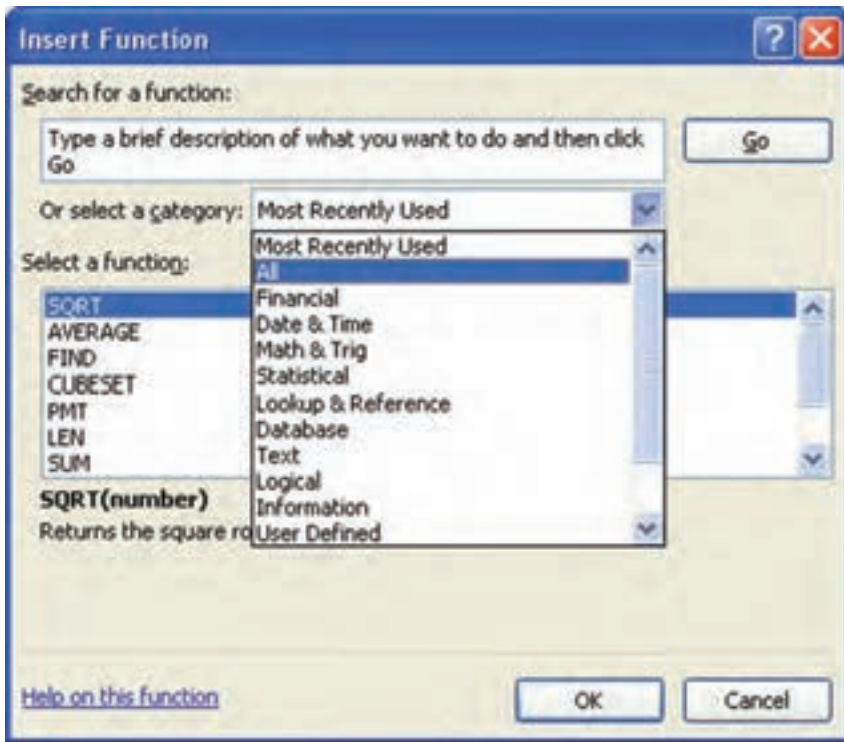 Insert Function
Search for a function:
Type a brief description of what you want to do and then click
Go
Go
Or select a category: Most Recently Used
Most Recently Used
All
Financial
Date & Time
Math & Trig
Statistical
Lookup & Reference
Database
Text
Logical
Information
User Defined
Select a function:
SQRT
AVERAGE
FIND
CUBESET
PMT
LEN
SUM
SQRT(number)
Returns the square ro
Help on this function
OK
Cancel